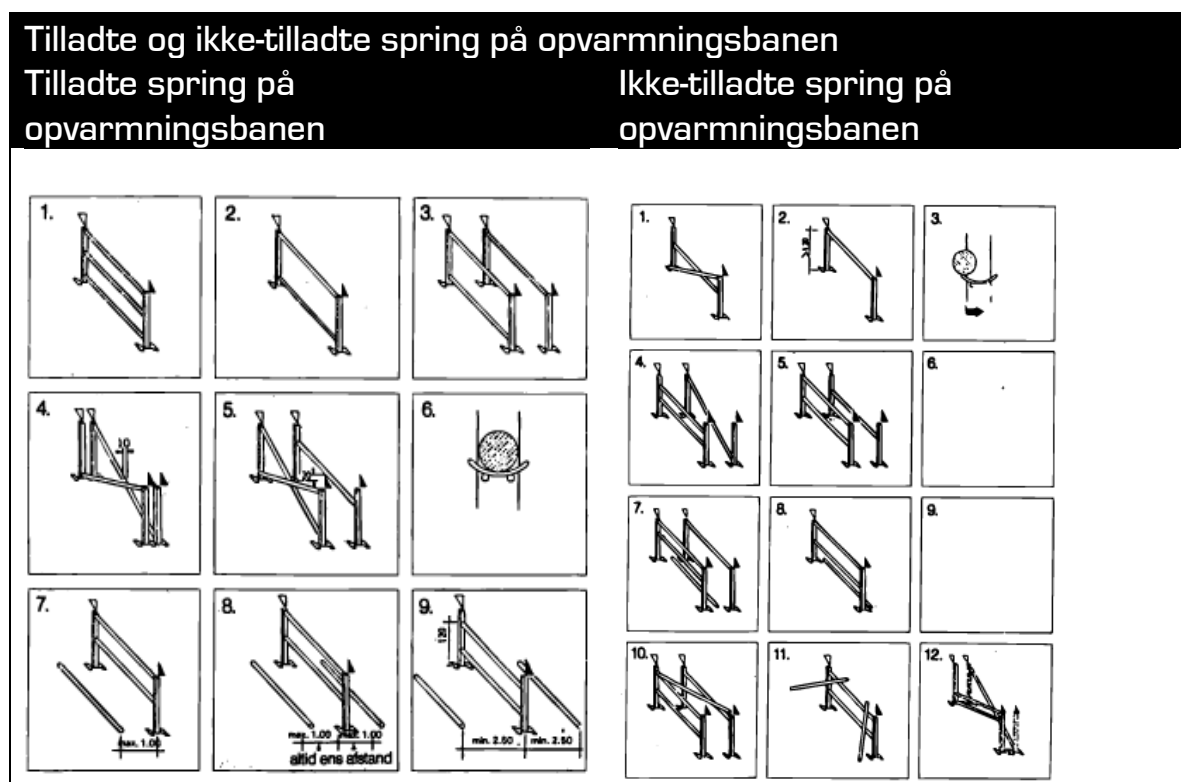 Tilladte og ikke-tilladte spring på opvarmningsbanen
Tilladte spring på
opvarmningsbanen
Ikke-tilladte spring på
opvarmningsbanen
1.
2.
3.
4.
10
5.
6.
7.
max. 1.00
8.
max. 1.00
max. 1.00
altid ens afstand
9.
120
min. 2.50
min. 2.50
1.
2.
3.
4.
5.
6.
7.
8.
9.
10.
11.
12.